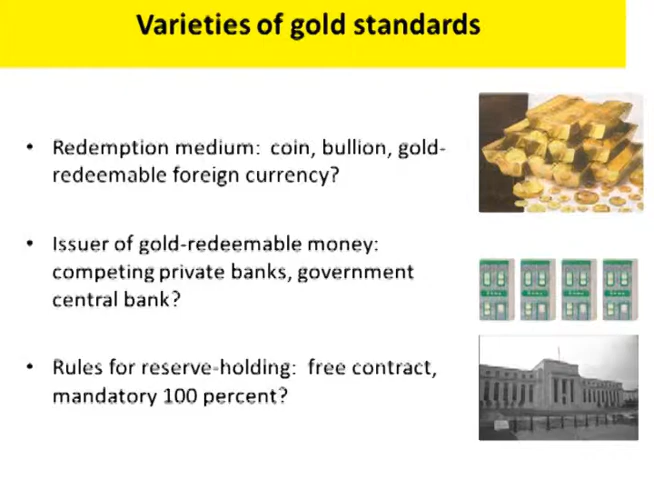 Varieties of gold standards
• Redemption medium: coin, bullion, gold-
redeemable foreign currency?
• Issuer of gold-redeemable money:
competing private banks, government
central bank?
• Rules for reserve-holding: free contract,
mandatory 100 percent?